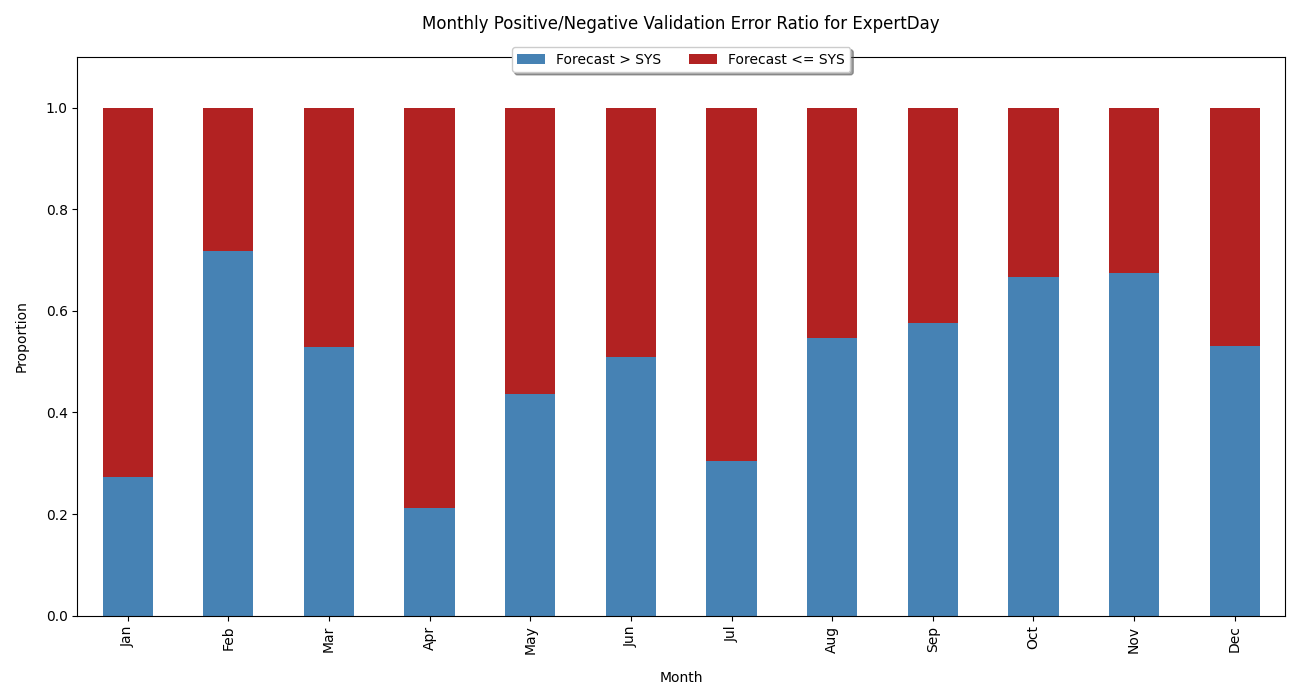 Monthly Positive/Negative Validation Error Ratio for ExpertDay
Forecast > SYS
Forecast <= SYS
Proportion
1.0
0.8
0.6
0.4
0.2
0.0
Jan
Feb
Mar
Apr
May
Jun
Jul
Aug
Sep
Oct
Nov
Dec
Month